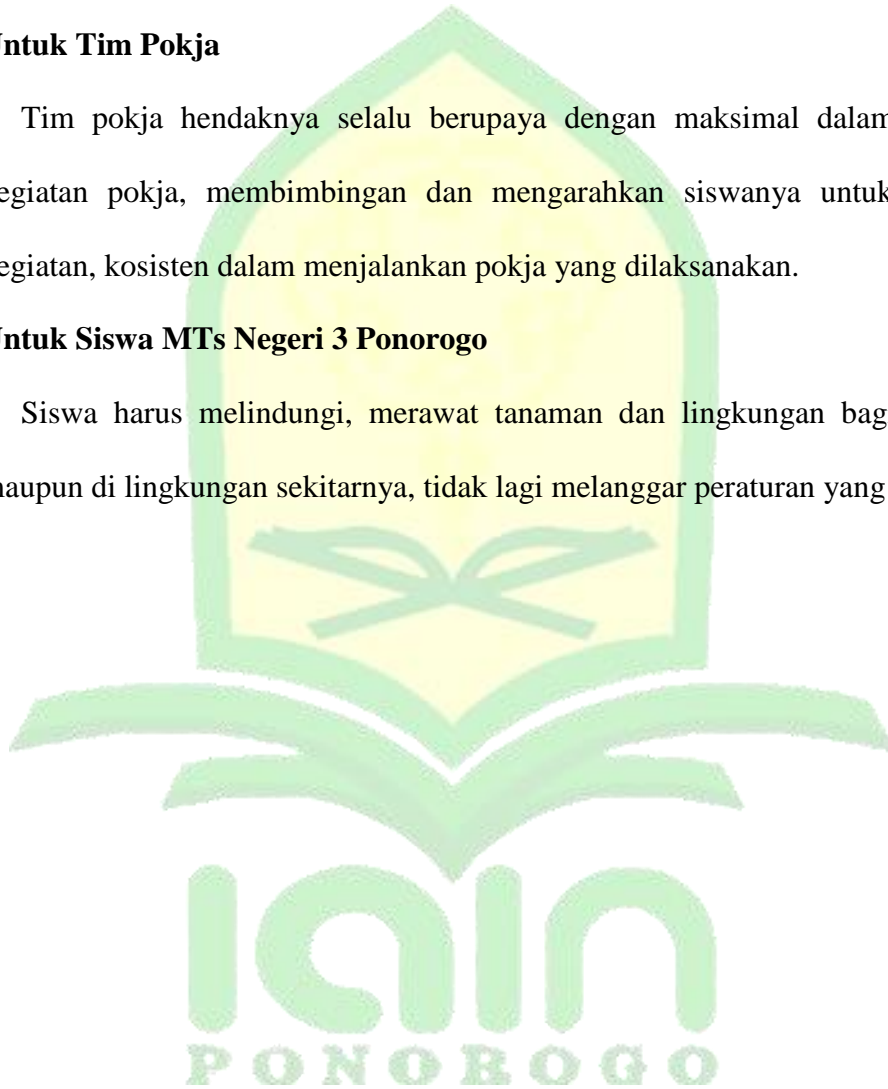 Untuk Tim Pokja
Tim pokja hendaknya selalu berupaya dengan maksimal dalam
egiatan pokja, membimbingan dan mengarahkan siswanya untuk
egiatan, kosisten dalam menjalankan pokja yang dilaksanakan.
Untuk Siswa MTs Negeri 3 Ponorogo
Siswa harus melindungi, merawat tanaman dan lingkungan bag
maupun di lingkungan sekitarnya, tidak lagi melanggar peraturan yang
iain
PONOROGO